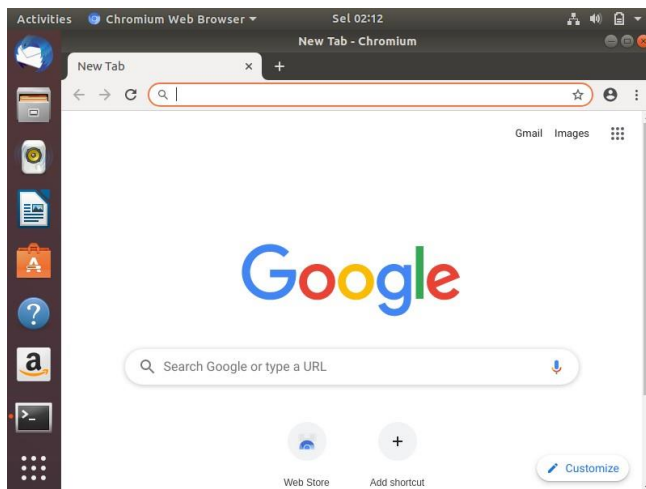 Activities Chromium Web Browser Sel 02:12
New Tab - Chromium
New Tab × +
Gmail Images
Google
Search Google or type a URL
Web Store Add shortcut
Customize